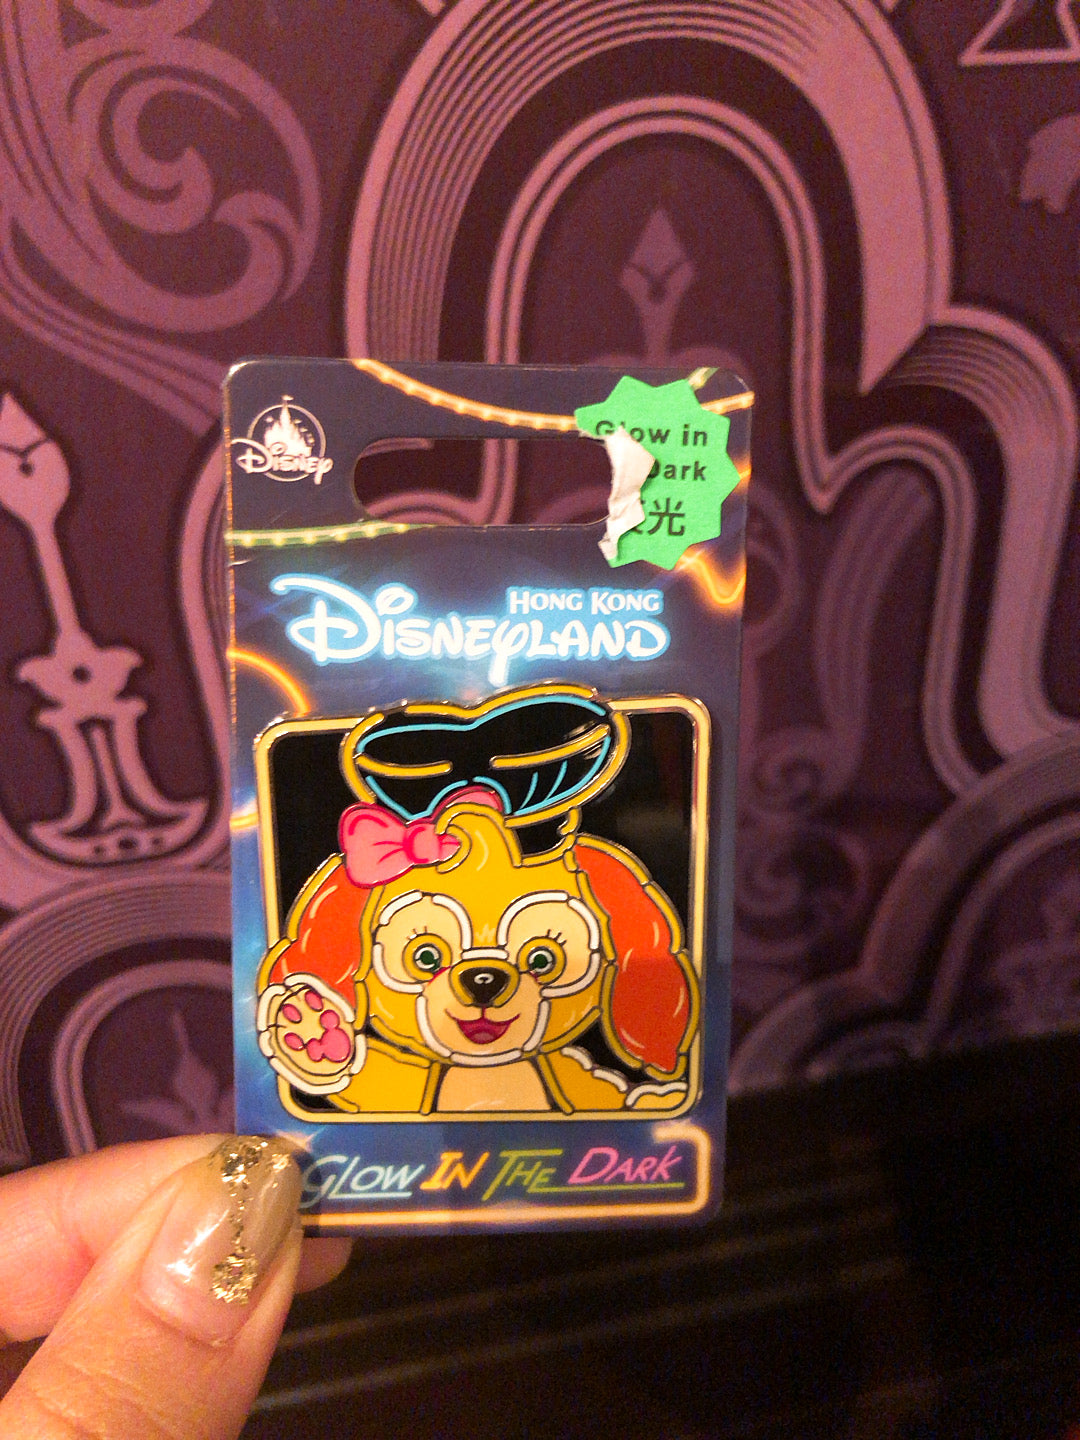 Disney
Glow in
Dark
光
HONG KONG
DISNEYLAND
GLOW IN THE DARK